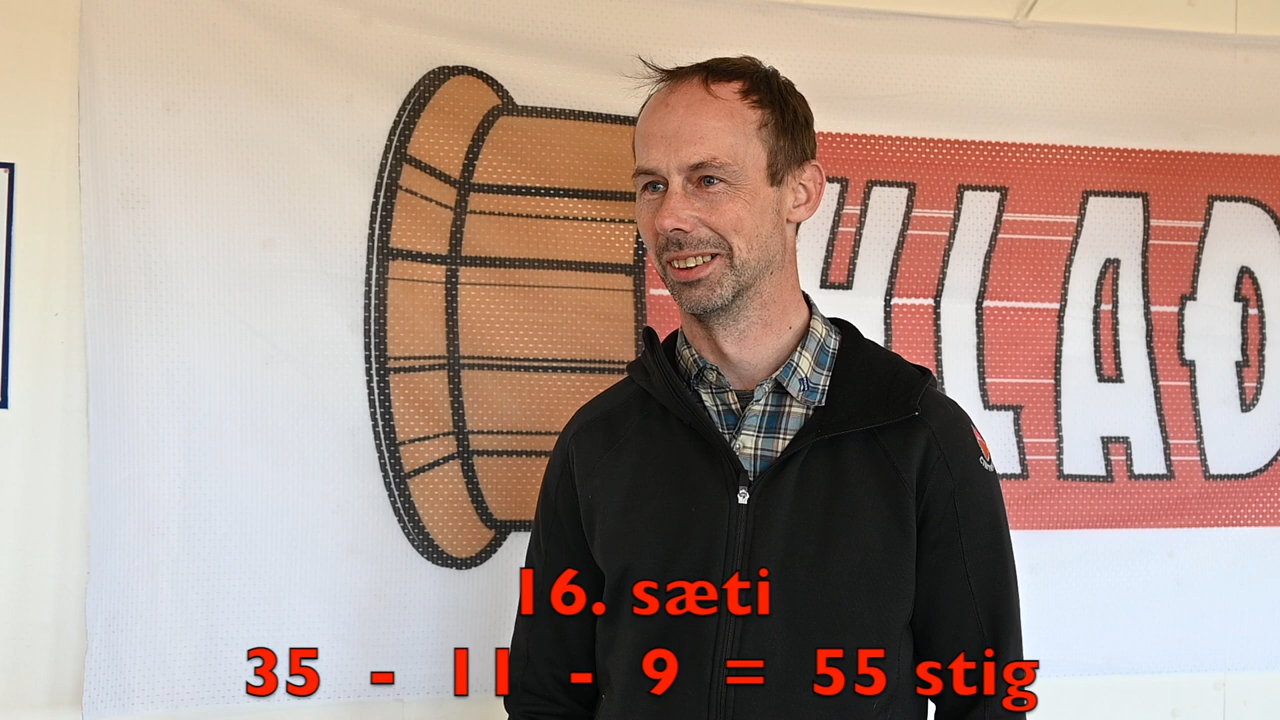 HLAÐ
16. sæti
35 - 11 - 9 = 55 stig